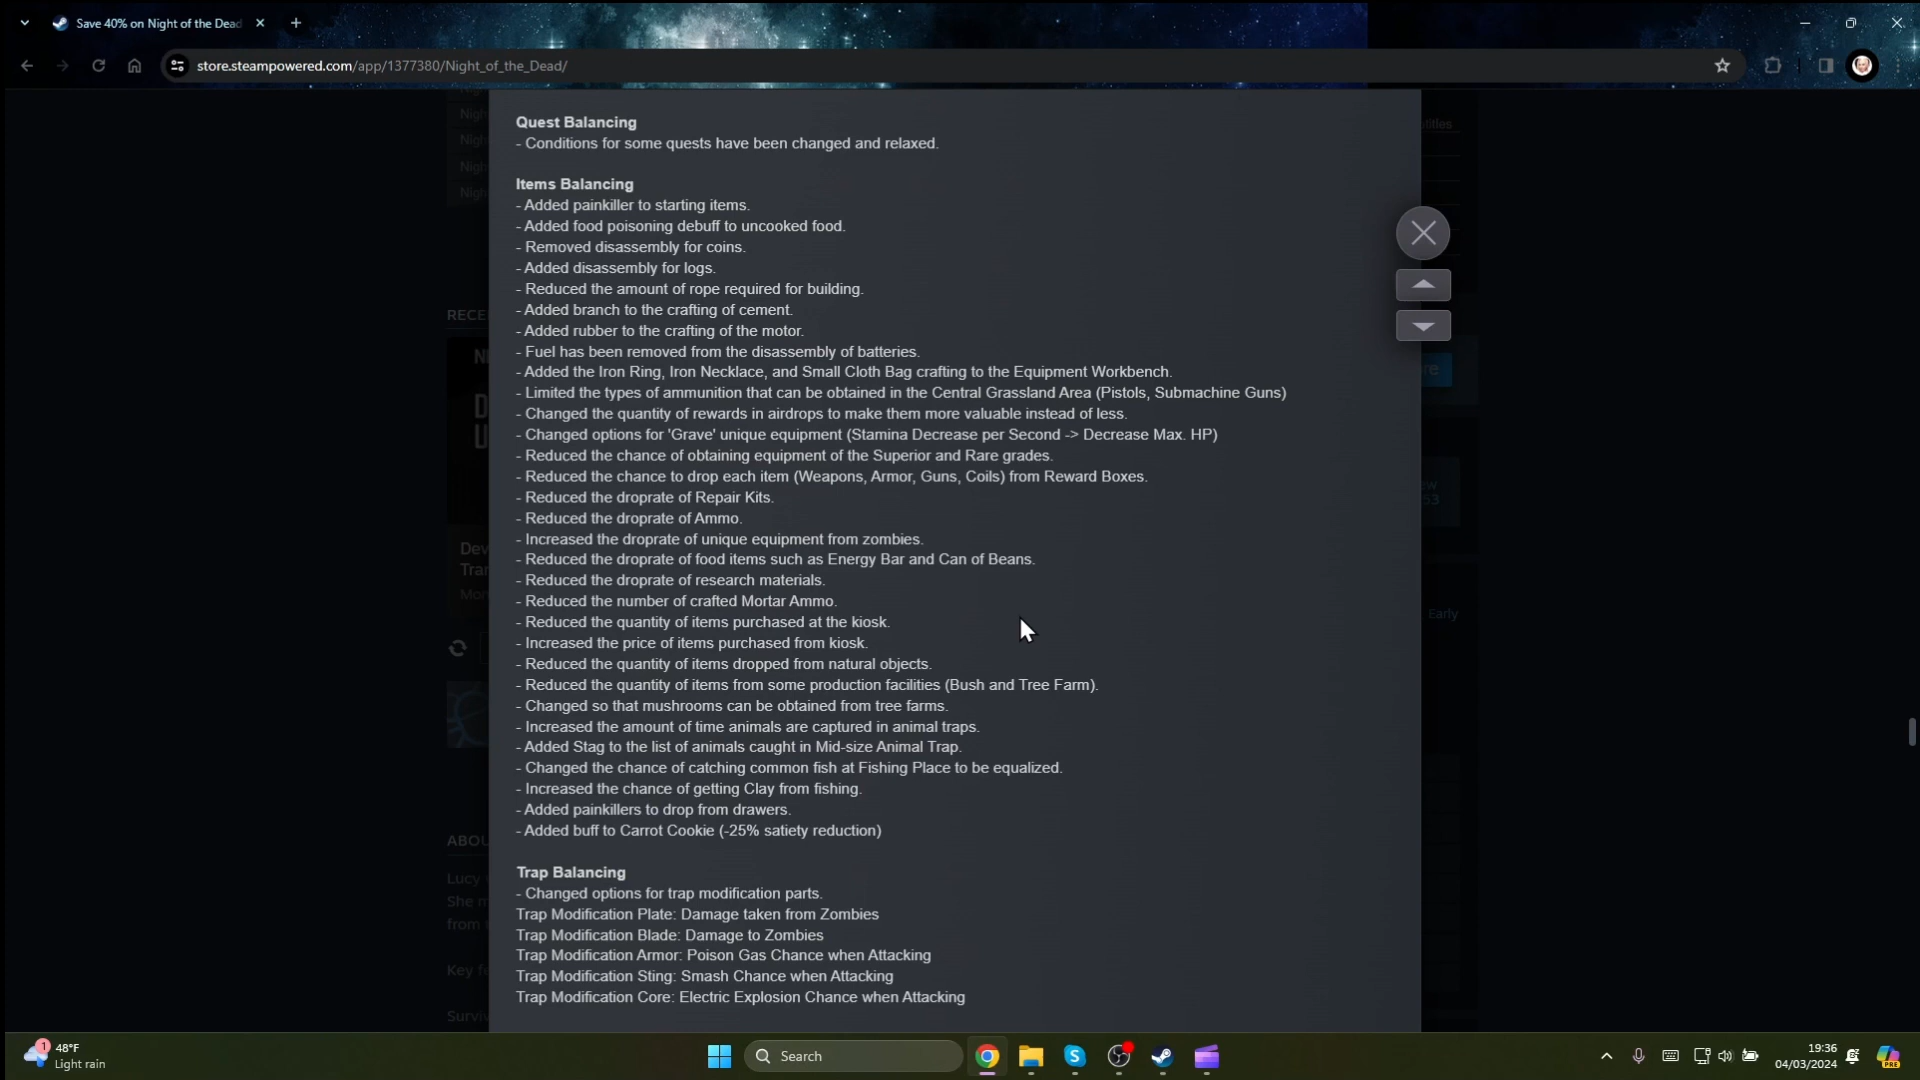 Save 40% on Night of the Dead
store.steampowered.com/app/1377380/Night_of_the_Dead/
Quest Balancing
- Conditions for some quests have been changed and relaxed.
Items Balancing
- Added painkiller to starting items.
- Added food poisoning debuff to uncooked food.
- Removed disassembly for coins.
- Added disassembly for logs.
- Reduced the amount of rope required for building.
- Added branch to the crafting of cement.
- Added rubber to the crafting of the motor.
- Fuel has been removed from the disassembly of batteries.
- Added the Iron Ring, Iron Necklace, and Small Cloth Bag crafting to the Equipment Workbench.
- Limited the types of ammunition that can be obtained in the Central Grassland Area (Pistols, Submachine Guns)
- Changed the quantity of rewards in airdrops to make them more valuable instead of less.
- Changed options for 'Grave' unique equipment (Stamina Decrease per Second -> Decrease Max. HP)
- Reduced the chance of obtaining equipment of the Superior and Rare grades.
- Reduced the chance to drop each item (Weapons, Armor, Guns, Coils) from Reward Boxes.
- Reduced the droprate of Repair Kits.
- Reduced the droprate of Ammo.
- Increased the droprate of unique equipment from zombies.
- Reduced the droprate of food items such as Energy Bar and Can of Beans.
- Reduced the droprate of research materials.
- Reduced the number of crafted Mortar Ammo.
- Reduced the quantity of items purchased at the kiosk.
- Increased the price of items purchased from kiosk.
- Reduced the quantity of items dropped from natural objects.
- Reduced the quantity of items from some production facilities (Bush and Tree Farm).
- Changed so that mushrooms can be obtained from tree farms.
- Increased the amount of time animals are captured in animal traps.
- Added Stag to the list of animals caught in Mid-size Animal Trap.
- Changed the chance of catching common fish at Fishing Place to be equalized.
- Increased the chance of getting Clay from fishing.
- Added painkillers to drop from drawers.
- Added buff to Carrot Cookie (-25% satiety reduction)
Trap Balancing
- Changed options for trap modification parts.
Trap Modification Plate: Damage taken from Zombies
Trap Modification Blade: Damage to Zombies
Trap Modification Armor: Poison Gas Chance when Attacking
Trap Modification Sting: Smash Chance when Attacking
Trap Modification Core: Electric Explosion Chance when Attacking
Nigh
Nigh
Nigh
Nigh
RECE
Dev
Tran
Mon
ABOU
Lucy
She m
from
Key fe
Surviv
Early
1
48°F
Light rain
Search
19:36
04/03/2024
PRE